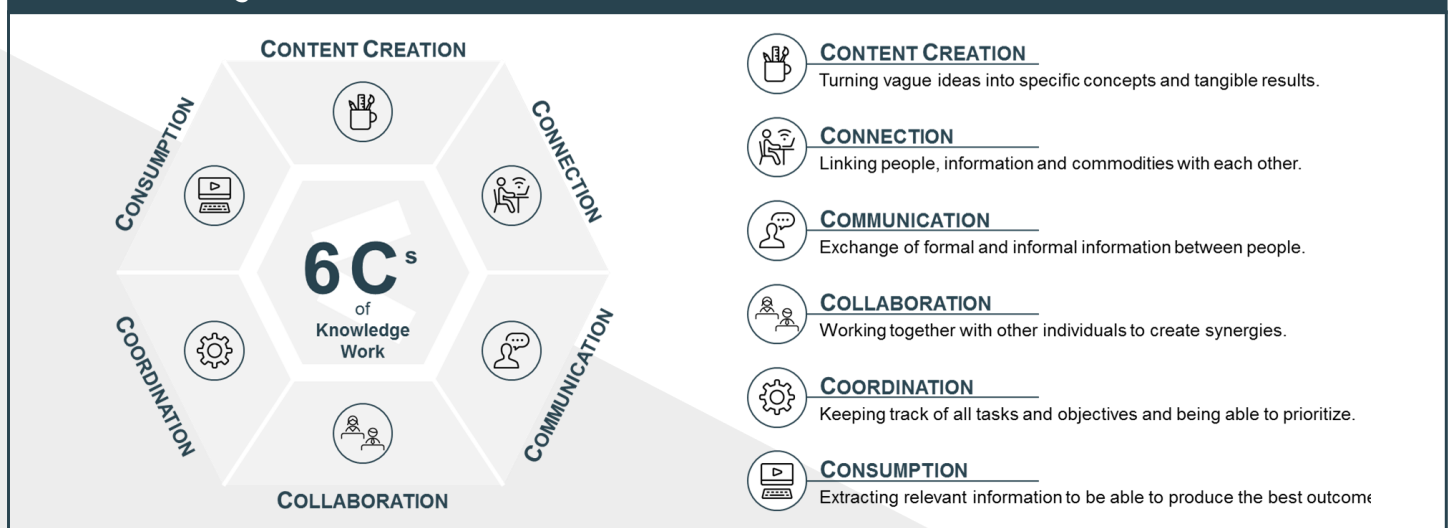 CONTENT CREATION
CONSUMPTION
CONNECTION
6Cs
of
Knowledge
Work
COORDINATION
COMMUNICATION
COLLABORATION
CONTENT CREATION
Turning vague ideas into specific concepts and tangible results.
CONNECTION
Linking people, information and commodities with each other.
COMMUNICATION
Exchange of formal and informal information between people.
COLLABORATION
Working together with other individuals to create synergies.
COORDINATION
Keeping track of all tasks and objectives and being able to prioritize.
CONSUMPTION
Extracting relevant information to be able to produce the best outcome